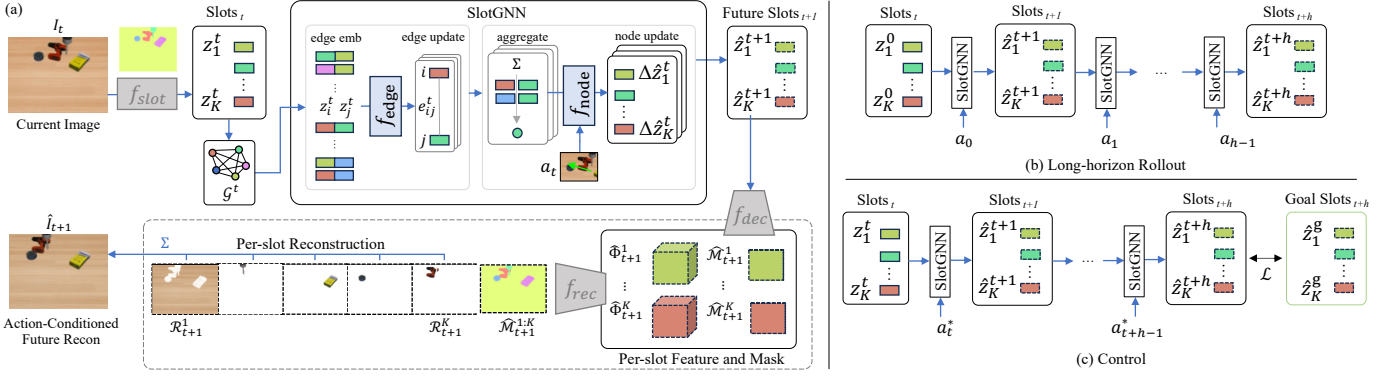 (a)
I_t
Current Image
f_slot
Slots_t
z_1^t
⋮
z_K^t
𝒢^t
SlotGNN
edge emb
z_i^t z_j^t
⋮
f_edge
edge update
i
e_ij^t
j
aggregate
Σ
f_node
a_t
node update
Δẑ_1^t
⋮
Δẑ_K^t
Future Slots_t+1
ẑ_1^t+1
⋮
ẑ_K^t+1
f_dec
Î_t+1
Action-Conditioned
Future Recon
Σ
Per-slot Reconstruction
ℛ_t+1^1
ℛ_t+1^K
ℳ̂_t+1^1:K
f_rec
Φ̂_t+1^1
ℳ̂_t+1^1
⋮
⋮
Φ̂_t+1^K
ℳ̂_t+1^K
Per-slot Feature and Mask
Slots_t
z_1^0
⋮
z_K^0
SlotGNN
a_0
Slots_t+1
ẑ_1^t+1
⋮
ẑ_K^t+1
SlotGNN
a_1
...
SlotGNN
a_h−1
Slots_t+h
ẑ_1^t+h
⋮
ẑ_K^t+h
(b) Long-horizon Rollout
Slots_t
z_1^t
⋮
z_K^t
SlotGNN
a_t^*
Slots_t+1
ẑ_1^t+1
⋮
ẑ_K^t+1
...
SlotGNN
a_t+h−1^*
Slots_t+h
ẑ_1^t+h
⋮
ẑ_K^t+h
ℒ
Goal Slots_t+h
ẑ_1^g
⋮
ẑ_K^g
(c) Control